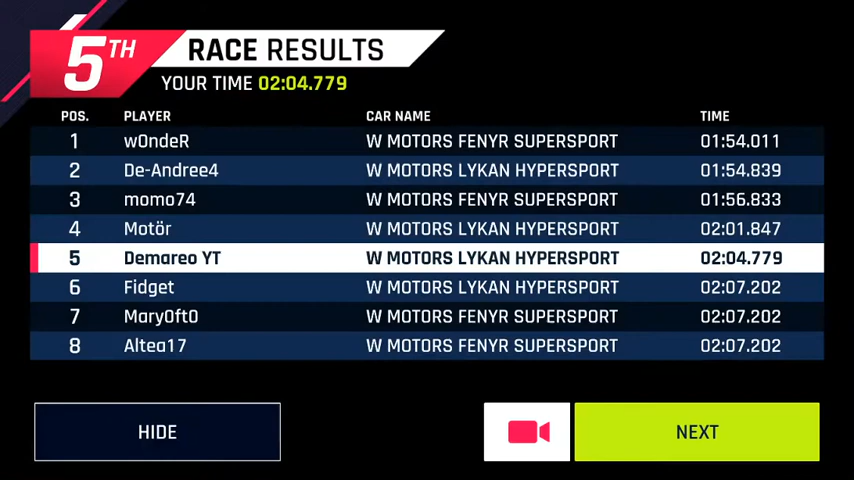 5TH
RACE RESULTS
YOUR TIME 02:04.779
POS. PLAYER CAR NAME TIME
1 w0ndeR W MOTORS FENYR SUPERSPORT 01:54.011
2 De-Andree4 W MOTORS LYKAN HYPERSPORT 01:54.839
3 momo74 W MOTORS FENYR SUPERSPORT 01:56.833
4 Motör W MOTORS LYKAN HYPERSPORT 02:01.847
5 Demareo YT W MOTORS LYKAN HYPERSPORT 02:04.779
6 Fidget W MOTORS LYKAN HYPERSPORT 02:07.202
7 Mary0ft0 W MOTORS FENYR SUPERSPORT 02:07.202
8 Altea17 W MOTORS FENYR SUPERSPORT 02:07.202
HIDE NEXT